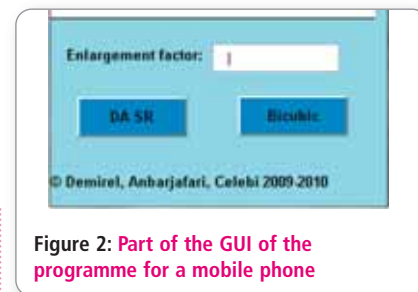 Enlargement factor:
DA SR
Bicubic
© Demirel, Anbarjafari, Celebi 2009-2010
Figure 2: Part of the GUI of the
programme for a mobile phone